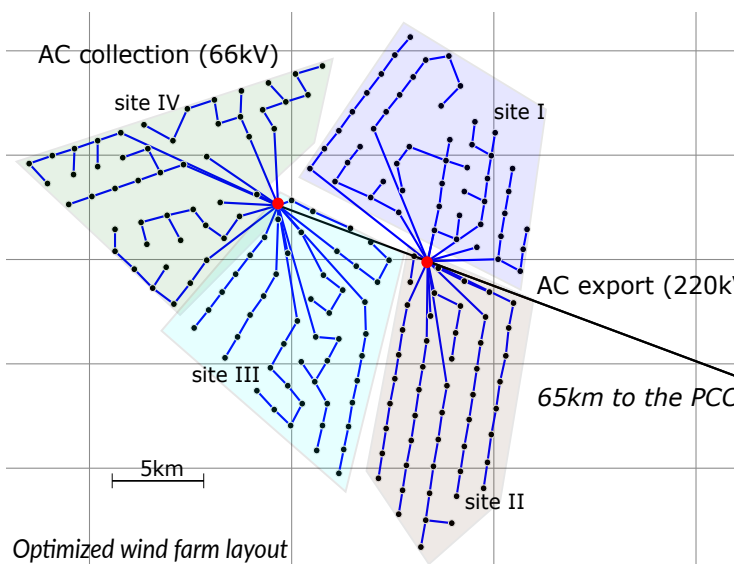 AC collection (66kV)
site IV
site I
AC export (220k
site III
65km to the PCC
5km
site II
Optimized wind farm layout